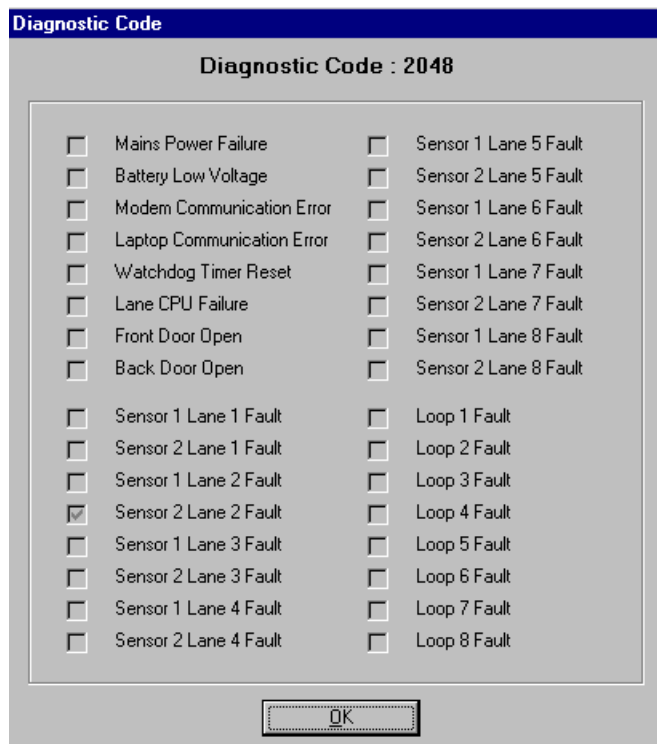 Diagnostic Code
Diagnostic Code : 2048
Mains Power Failure
Battery Low Voltage
Modem Communication Error
Laptop Communication Error
Watchdog Timer Reset
Lane CPU Failure
Front Door Open
Back Door Open
Sensor 1 Lane 1 Fault
Sensor 2 Lane 1 Fault
Sensor 1 Lane 2 Fault
Sensor 2 Lane 2 Fault
Sensor 1 Lane 3 Fault
Sensor 2 Lane 3 Fault
Sensor 1 Lane 4 Fault
Sensor 2 Lane 4 Fault
Sensor 1 Lane 5 Fault
Sensor 2 Lane 5 Fault
Sensor 1 Lane 6 Fault
Sensor 2 Lane 6 Fault
Sensor 1 Lane 7 Fault
Sensor 2 Lane 7 Fault
Sensor 1 Lane 8 Fault
Sensor 2 Lane 8 Fault
Loop 1 Fault
Loop 2 Fault
Loop 3 Fault
Loop 4 Fault
Loop 5 Fault
Loop 6 Fault
Loop 7 Fault
Loop 8 Fault
OK